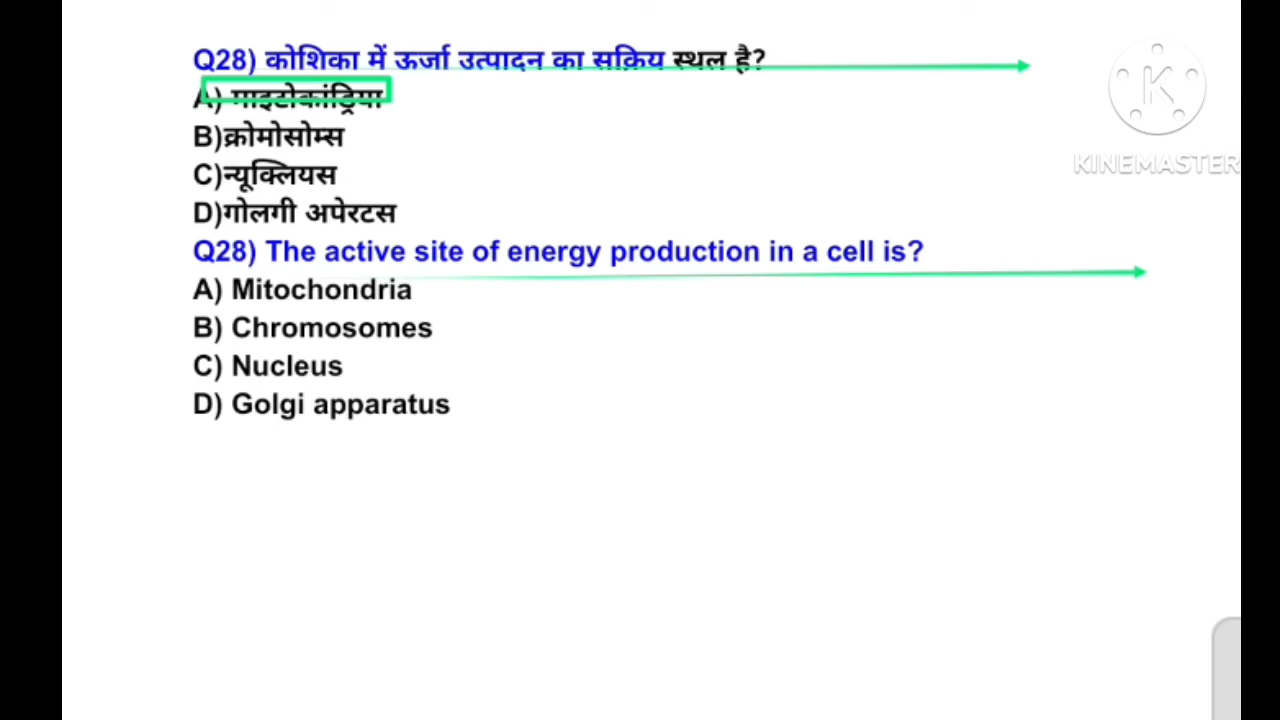 Q28) कोशिका में ऊर्जा उत्पादन का सक्रिय स्थल है?
A) माइटोकांड्रिया
B)क्रोमोसोम्स
C)न्यूक्लियस
D)गोलगी अपेरटस
Q28) The active site of energy production in a cell is?
A) Mitochondria
B) Chromosomes
C) Nucleus
D) Golgi apparatus
K
KINEMASTER